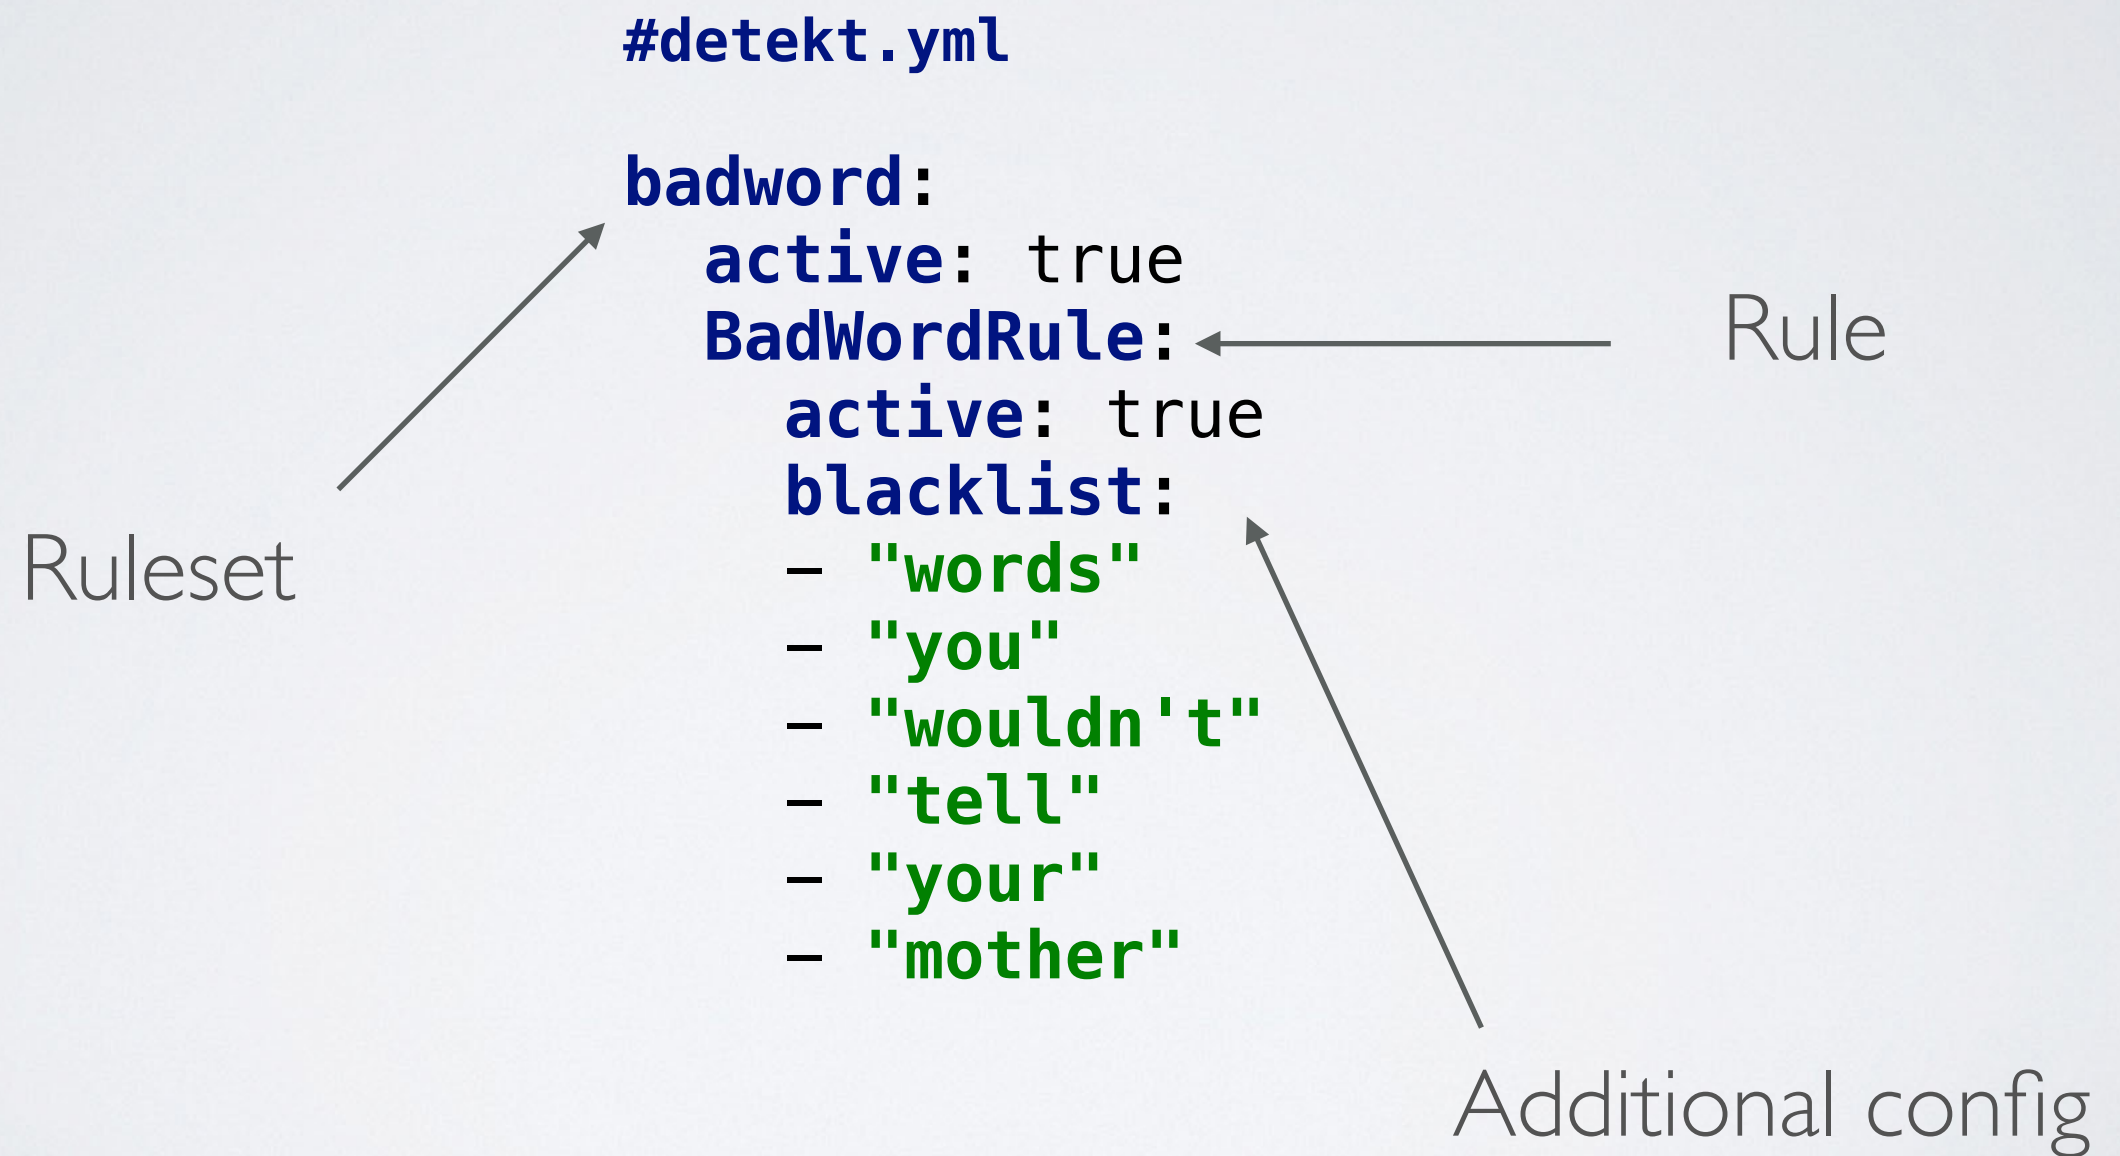 #detekt.yml
badword:
active: true
BadWordRule:
Rule
active: true
blacklist:
Ruleset
- "words"
- "you"
- "wouldn't"
- "tell"
- "your"
- "mother"
Additional config